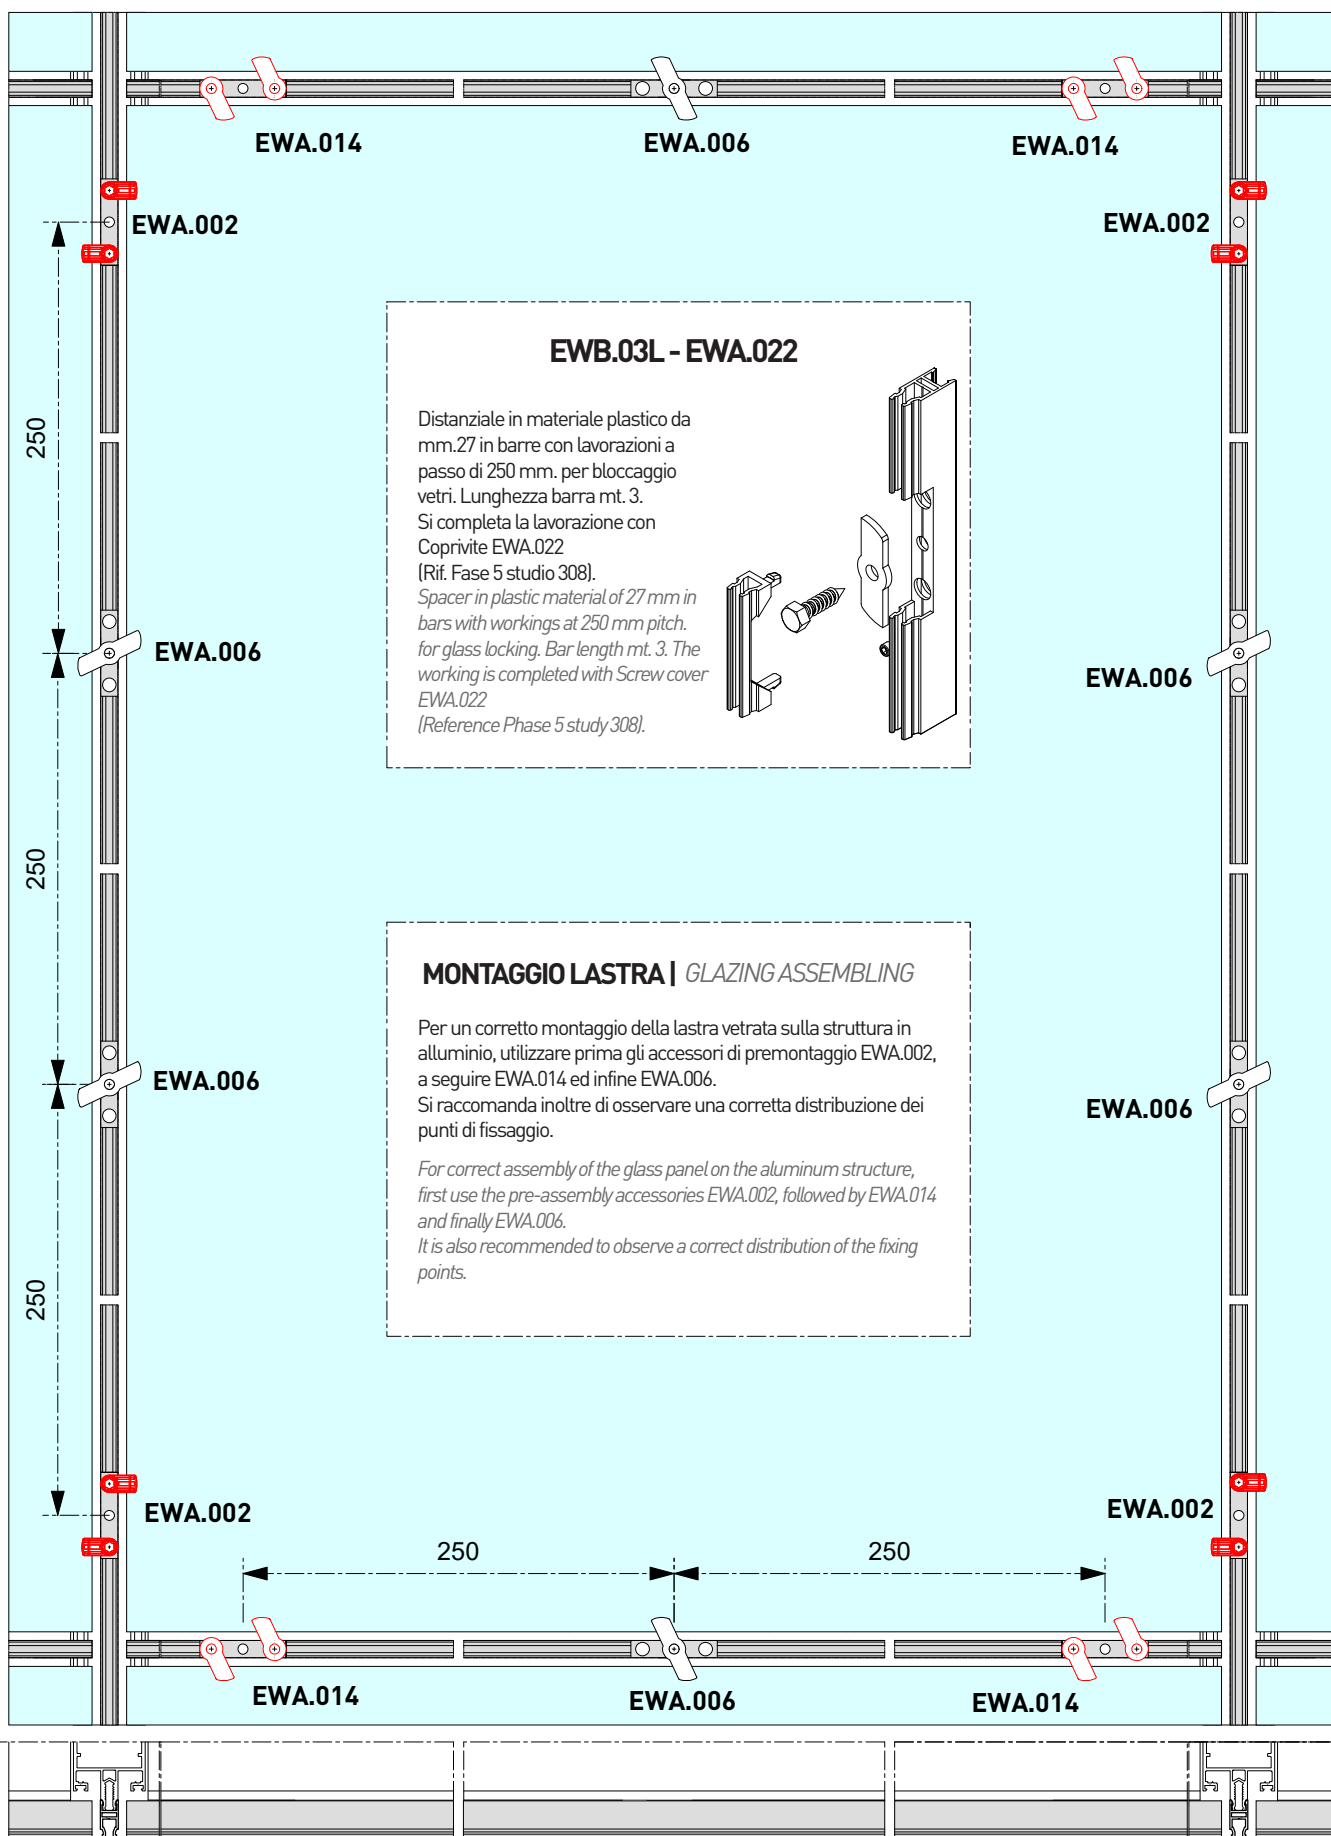 EWA.014
EWA.006
EWA.014
EWA.002
EWA.002
250
EWB.03L - EWA.022
Distanziale in materiale plastico da
mm.27 in barre con lavorazioni a
passo di 250 mm. per bloccaggio
vetri. Lunghezza barra mt. 3.
Si completa la lavorazione con
Coprivite EWA.022
(Rif. Fase 5 studio 308).
Spacer in plastic material of 27 mm in
bars with workings at 250 mm pitch.
for glass locking. Bar length mt. 3. The
working is completed with Screw cover
EWA.022
(Reference Phase 5 study 308).
EWA.006
EWA.006
250
MONTAGGIO LASTRA | GLAZING ASSEMBLING
Per un corretto montaggio della lastra vetrata sulla struttura in
alluminio, utilizzare prima gli accessori di premontaggio EWA.002,
a seguire EWA.014 ed infine EWA.006.
Si raccomanda inoltre di osservare una corretta distribuzione dei
punti di fissaggio.
For correct assembly of the glass panel on the aluminum structure,
first use the pre-assembly accessories EWA.002, followed by EWA.014
and finally EWA.006.
It is also recommended to observe a correct distribution of the fixing
points.
EWA.006
EWA.006
250
EWA.002
EWA.002
250
250
EWA.014
EWA.006
EWA.014